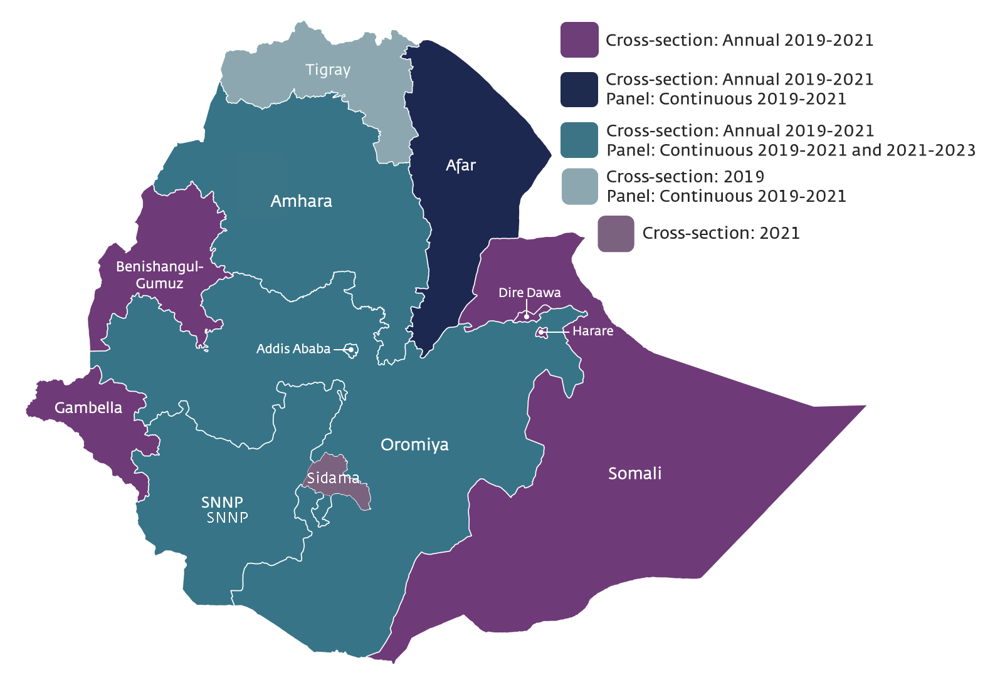 Cross-section: Annual 2019-2021
Cross-section: Annual 2019-2021
Panel: Continuous 2019-2021
Cross-section: Annual 2019-2021
Panel: Continuous 2019-2021 and 2021-2023
Cross-section: 2019
Panel: Continuous 2019-2021
Cross-section: 2021
Tigray
Afar
Amhara
Benishangul-
Gumuz
Dire Dawa
Harare
Addis Ababa
Gambella
Oromiya
Somali
Sidama
SNNP
SNNP